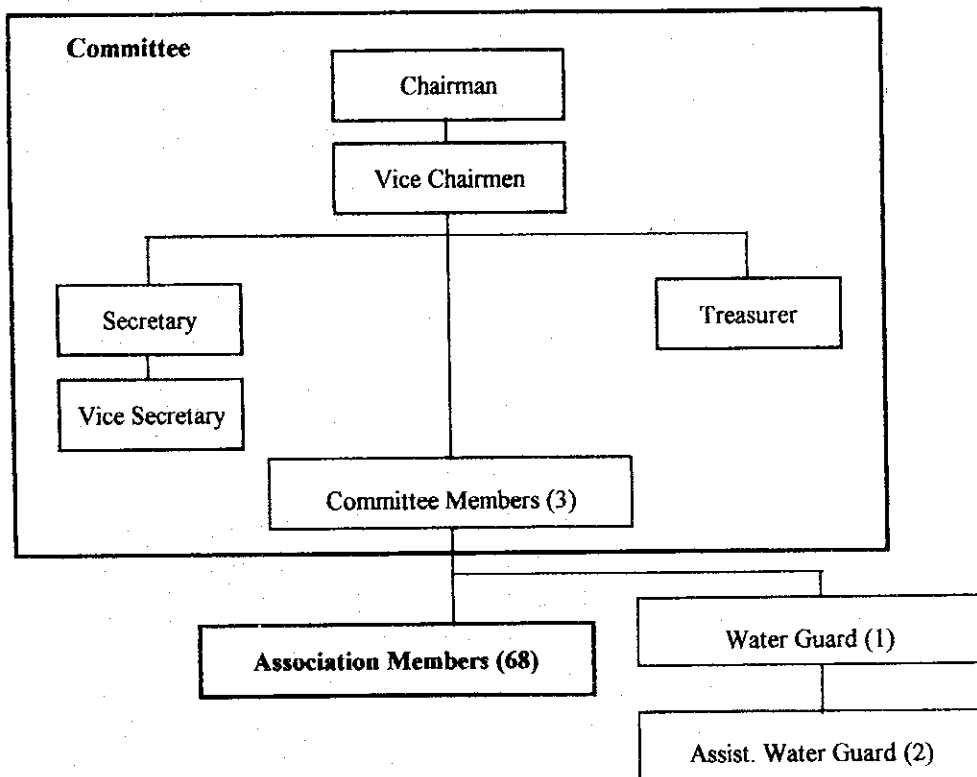 Committee
Chairman
Vice Chairmen
Secretary
Treasurer
Vice Secretary
Committee Members (3)
Association Members (68)
Water Guard (1)
Assist. Water Guard (2)